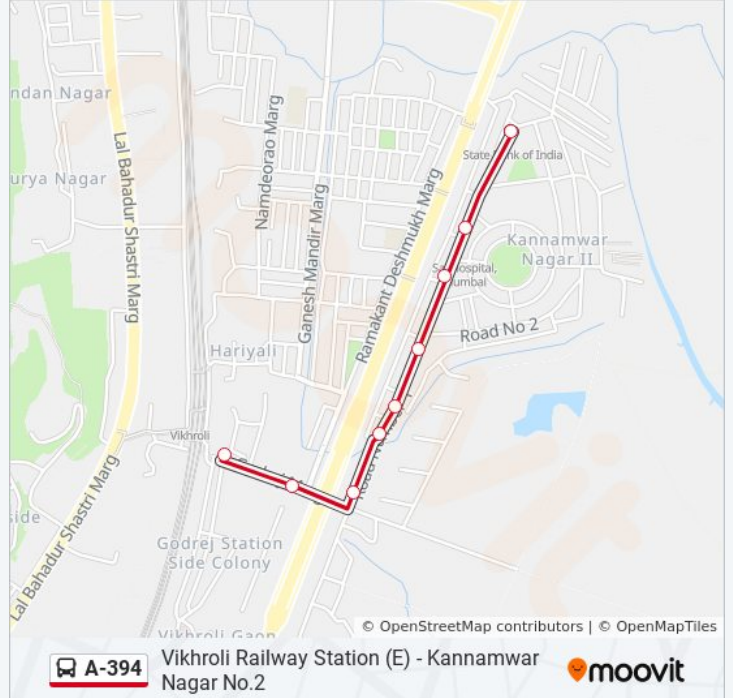 ndan Nagar
urya Nagar
Lal Bahadur Shastri Marg
Namdeorao Marg
Ganesh Mandir Marg
Ramakant Deshmukh Marg
State Bank of India
Kannamwar
Nagar II
Hospital,
Road No 2
Hariyali
Vikhroli
Road
side
Lal Bahadur Shastri Marg
Godrej Station
Side Colony
Vikhroli Gaon
© OpenStreetMap contributors | © OpenMapTiles
A-394
Vikhroli Railway Station (E) - Kannamwar
Nagar No.2
moovit